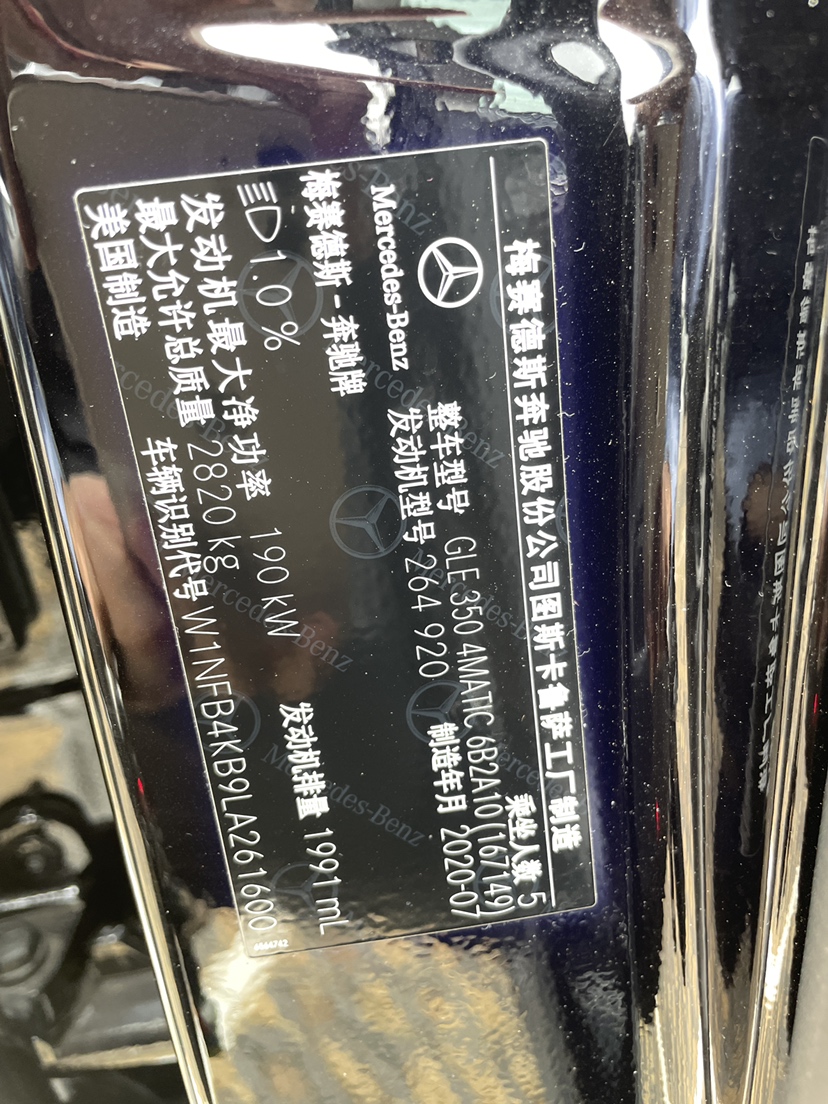 梅赛德斯奔驰股份公司图斯卡鲁萨工厂制造
乘坐人数 5
整车型号 GLE 350 4MATIC 6B2A10(167149)
发动机型号 264 920 制造年月 2020-07
Mercedes-Benz
梅赛德斯-奔驰牌
发动机排量 1991 mL
1.0 %
发动机最大净功率 190 kW
最大允许总质量 2820 kg
车辆识别代号 W1NFB4KB9LA261600
美国制造